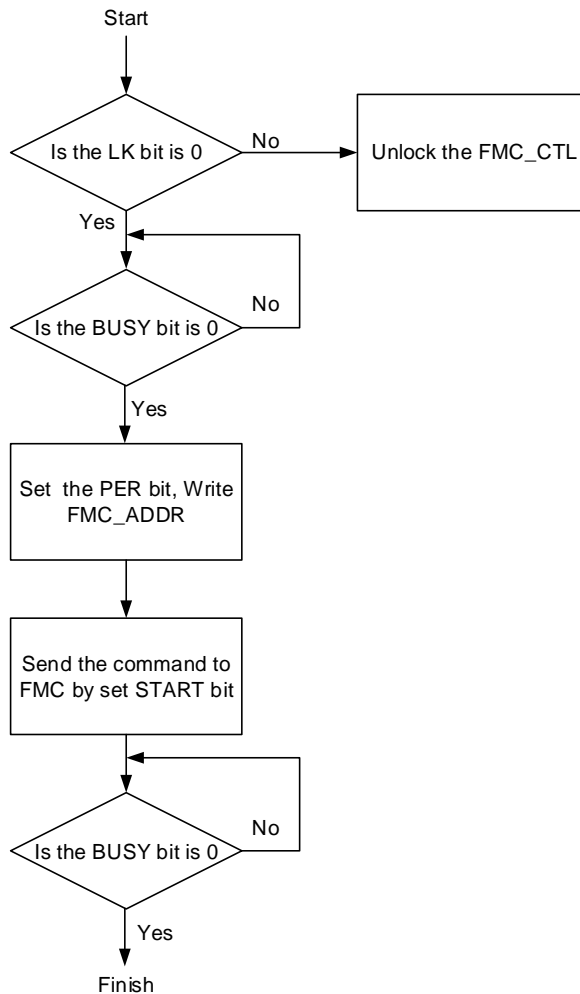 Start
Is the LK bit is 0
No
Unlock the FMC_CTL
Yes
Is the BUSY bit is 0
No
Yes
Set  the PER bit, Write
FMC_ADDR
Send the command to
FMC by set START bit
Is the BUSY bit is 0
No
Yes
Finish